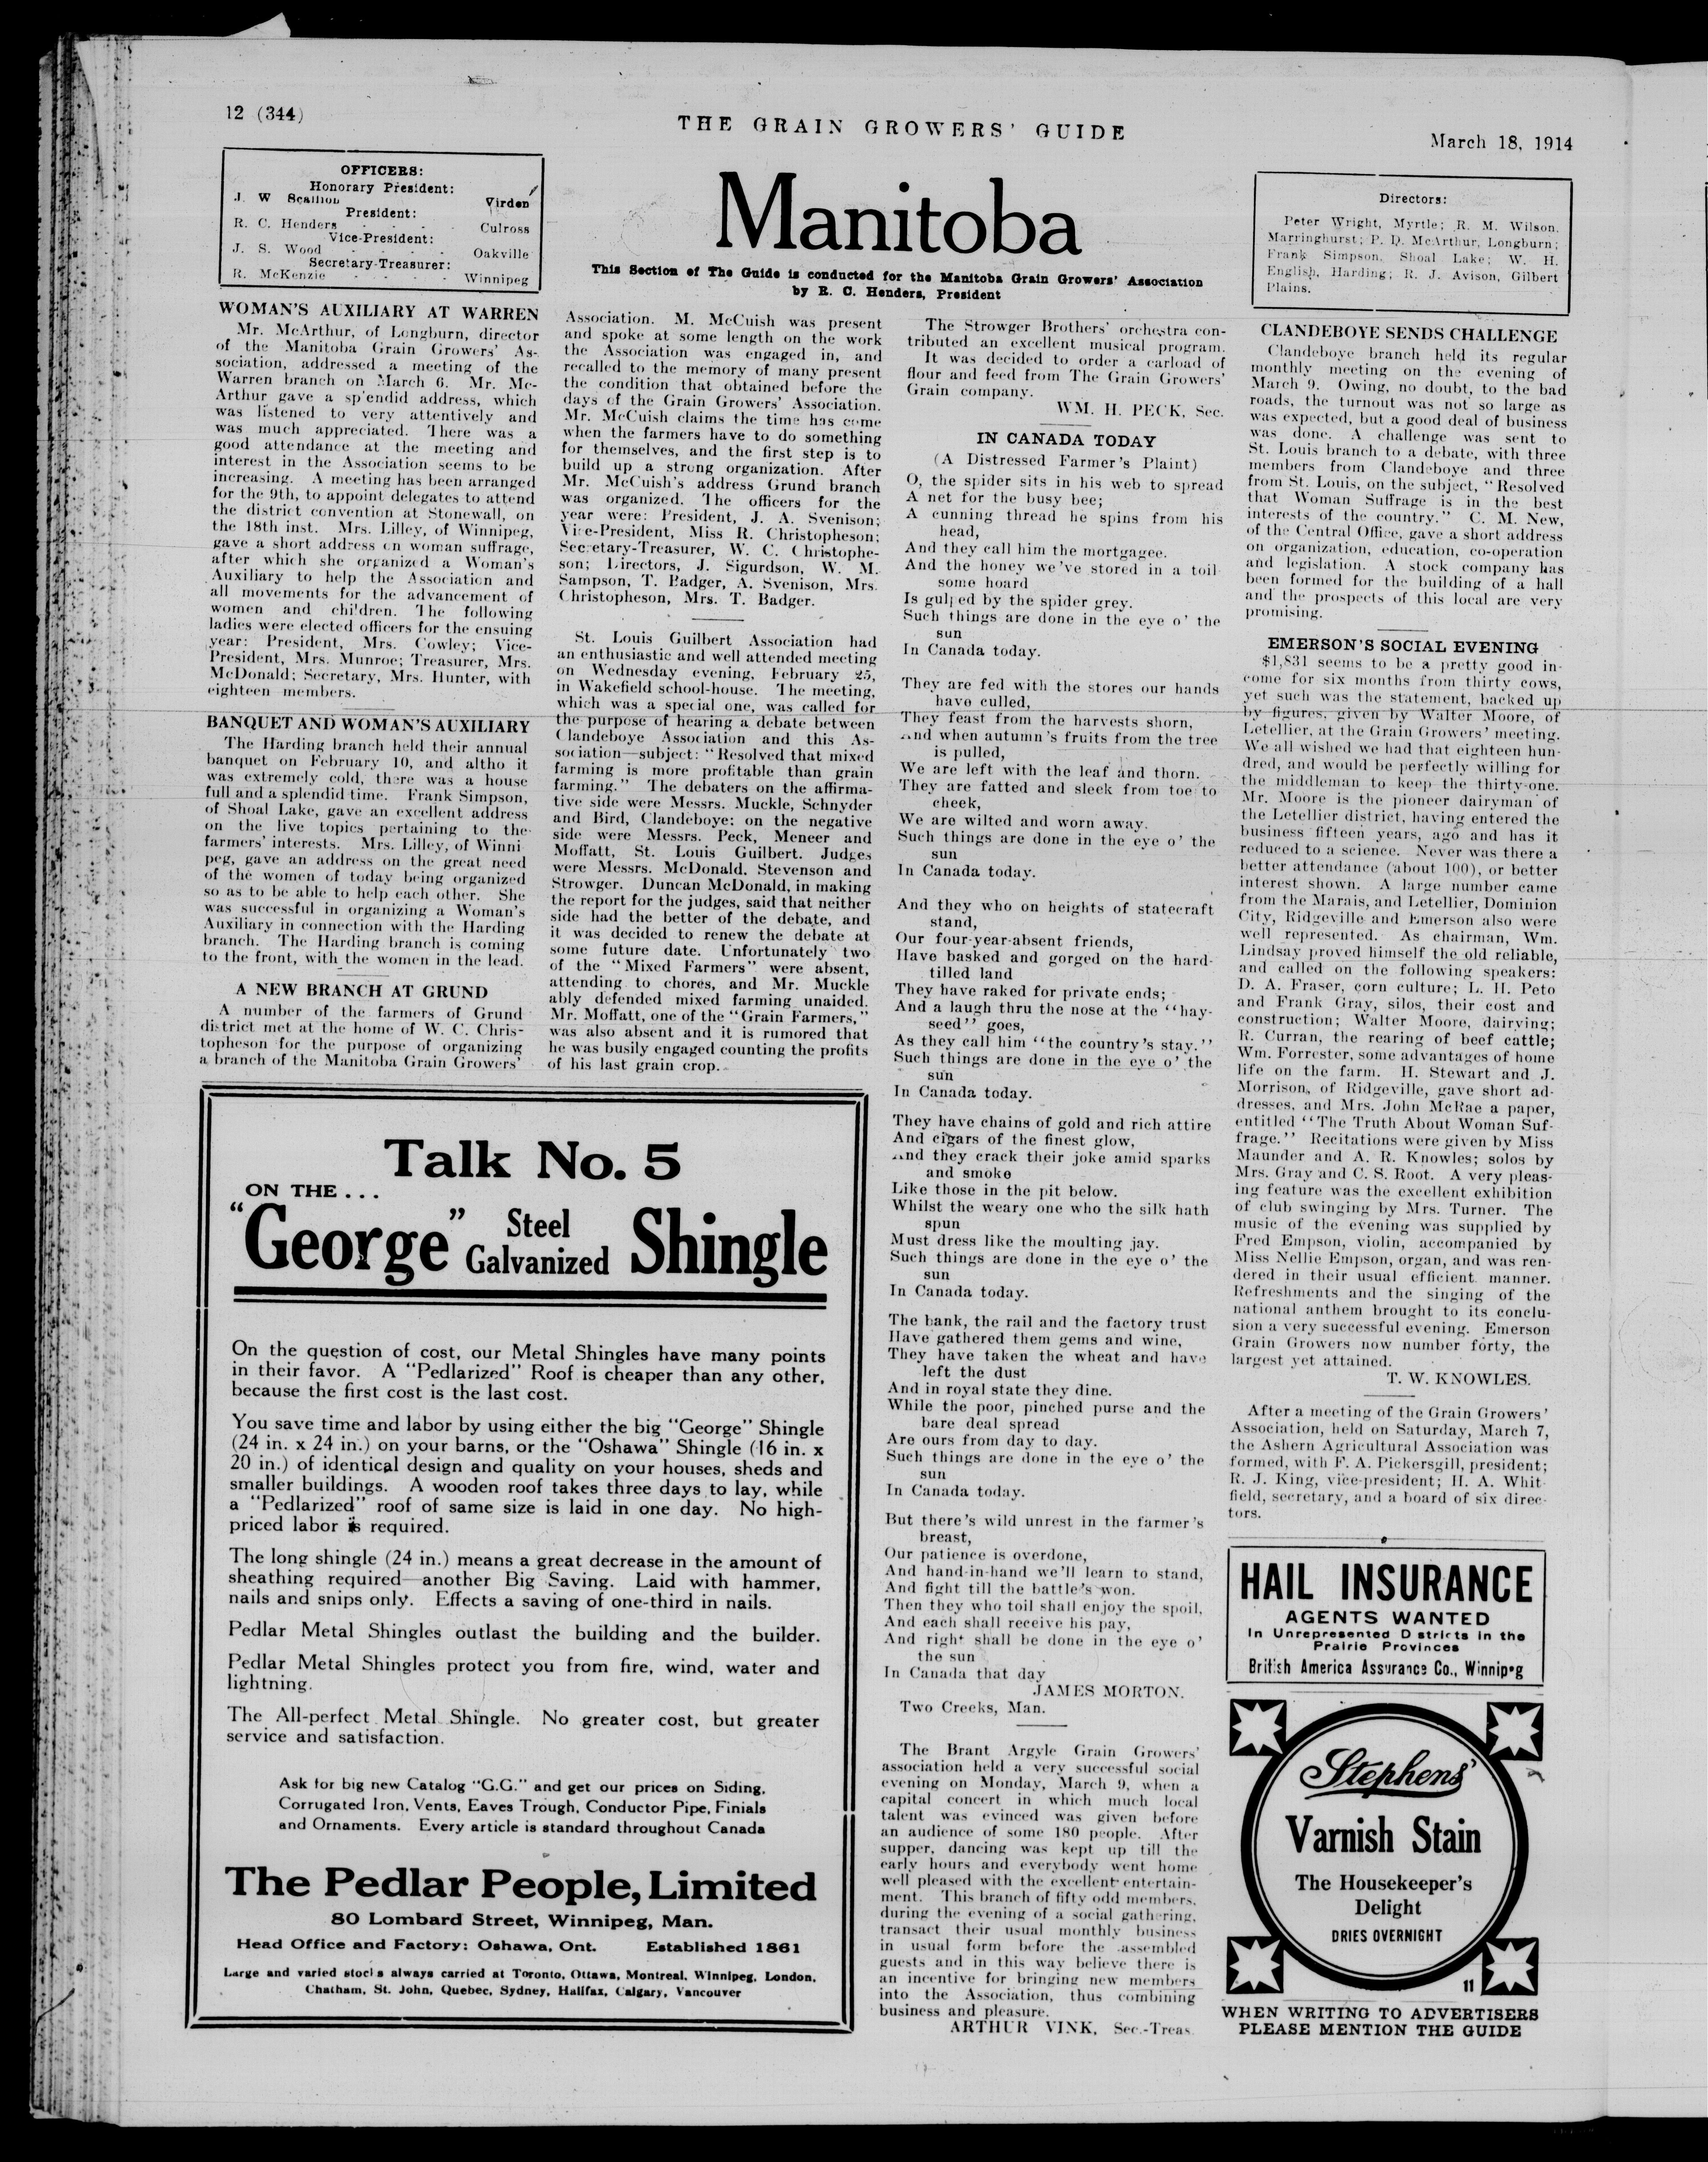 12 (344)
THE GRAIN GROWERS' GUIDE
March 18, 1914
OFFICERS:
Honorary President:
J. W Scallion Virden
President:
R. C. Henders - - - Culross
Vice-President:
J. S. Wood - - - - Oakville
Secretary-Treasurer:
R. McKenzie - - - - Winnipeg
Manitoba
This Section of The Guide is conducted for the Manitoba Grain Growers' Association
by R. C. Henders, President
Directors:
Peter Wright, Myrtle; R. M. Wilson,
Marringhurst; P. D. McArthur, Longburn;
Frank Simpson, Shoal Lake; W. H.
English, Harding; R. J. Avison, Gilbert
Plains.
WOMAN'S AUXILIARY AT WARREN
Mr. McArthur, of Longburn, director
of the Manitoba Grain Growers' As-
sociation, addressed a meeting of the
Warren branch on March 6. Mr. Mc-
Arthur gave a splendid address, which
was listened to very attentively and
was much appreciated. There was a
good attendance at the meeting and
interest in the Association seems to be
increasing. A meeting has been arranged
for the 9th, to appoint delegates to attend
the district convention at Stonewall, on
the 18th inst. Mrs. Lilley, of Winnipeg,
gave a short address on woman suffrage,
after which she organized a Woman's
Auxiliary to help the Association and
all movements for the advancement of
women and children. The following
ladies were elected officers for the ensuing
year: President, Mrs. Cowley; Vice-
President, Mrs. Munroe; Treasurer, Mrs.
McDonald; Secretary, Mrs. Hunter, with
eighteen members.
BANQUET AND WOMAN'S AUXILIARY
The Harding branch held their annual
banquet on February 10, and altho it
was extremely cold, there was a house
full and a splendid time. Frank Simpson,
of Shoal Lake, gave an excellent address
on the live topics pertaining to the
farmers' interests. Mrs. Lilley, of Winni
peg, gave an address on the great need
of the women of today being organized
so as to be able to help each other. She
was successful in organizing a Woman's
Auxiliary in connection with the Harding
branch. The Harding branch is coming
to the front, with the women in the lead.
A NEW BRANCH AT GRUND
A number of the farmers of Grund
district met at the home of W. C. Chris-
topheson for the purpose of organizing
a branch of the Manitoba Grain Growers'
Association. M. McCuish was present
and spoke at some length on the work
the Association was engaged in, and
recalled to the memory of many present
the condition that obtained before the
days of the Grain Growers' Association.
Mr. McCuish claims the time has come
when the farmers have to do something
for themselves, and the first step is to
build up a strong organization. After
Mr. McCuish's address Grund branch
was organized. The officers for the
year were: President, J. A. Svenison;
Vice-President, Miss R. Christopheson;
Secretary-Treasurer, W. C. Christophe-
son; Directors, J. Sigurdson, W. M.
Sampson, T. Badger, A. Svenison, Mrs.
Christopheson, Mrs. T. Badger.
St. Louis Guilbert Association had
an enthusiastic and well attended meeting
on Wednesday evening, February 25,
in Wakefield school-house. The meeting,
which was a special one, was called for
the purpose of hearing a debate between
Clandeboye Association and this As-
sociation—subject: "Resolved that mixed
farming is more profitable than grain
farming." The debaters on the affirma-
tive side were Messrs. Muckle, Schnyder
and Bird, Clandeboye; on the negative
side were Messrs. Peck, Meneer and
Moffatt, St. Louis Guilbert. Judges
were Messrs. McDonald, Stevenson and
Strowger. Duncan McDonald, in making
the report for the judges, said that neither
side had the better of the debate, and
it was decided to renew the debate at
some future date. Unfortunately two
of the "Mixed Farmers" were absent,
attending to chores, and Mr. Muckle
ably defended mixed farming unaided.
Mr. Moffatt, one of the "Grain Farmers,"
was also absent and it is rumored that
he was busily engaged counting the profits
of his last grain crop.
The Strowger Brothers' orchestra con-
tributed an excellent musical program.
It was decided to order a carload of
flour and feed from The Grain Growers'
Grain company.
WM. H. PECK, Sec.
IN CANADA TODAY
(A Distressed Farmer's Plaint)
O, the spider sits in his web to spread
A net for the busy bee;
A cunning thread he spins from his
head,
And they call him the mortgagee.
And the honey we've stored in a toil
some hoard
Is gulped by the spider grey.
Such things are done in the eye o' the
sun
In Canada today.
They are fed with the stores our hands
have culled,
They feast from the harvests shorn,
And when autumn's fruits from the tree
is pulled,
We are left with the leaf and thorn.
They are fatted and sleek from toe to
cheek,
We are wilted and worn away.
Such things are done in the eye o' the
sun
In Canada today.
And they who on heights of statecraft
stand,
Our four-year-absent friends,
Have basked and gorged on the hard-
tilled land
They have raked for private ends;
And a laugh thru the nose at the "hay-
seed" goes,
As they call him "the country's stay."
Such things are done in the eye o' the
sun
In Canada today.
They have chains of gold and rich attire
And cigars of the finest glow,
And they crack their joke amid sparks
and smoke
Like those in the pit below.
Whilst the weary one who the silk hath
spun
Must dress like the moulting jay.
Such things are done in the eye o' the
sun
In Canada today.
The bank, the rail and the factory trust
Have gathered them gems and wine,
They have taken the wheat and have
left the dust
And in royal state they dine.
While the poor, pinched purse and the
bare deal spread
Are ours from day to day.
Such things are done in the eye o' the
sun
In Canada today.
But there's wild unrest in the farmer's
breast,
Our patience is overdone,
And hand-in-hand we'll learn to stand,
And fight till the battle's won.
Then they who toil shall enjoy the spoil,
And each shall receive his pay,
And right shall be done in the eye o'
the sun
In Canada that day
JAMES MORTON.
Two Creeks, Man.
The Brant Argyle Grain Growers'
association held a very successful social
evening on Monday, March 9, when a
capital concert in which much local
talent was evinced was given before
an audience of some 180 people. After
supper, dancing was kept up till the
early hours and everybody went home
well pleased with the excellent entertain-
ment. This branch of fifty odd members,
during the evening of a social gathering,
transact their usual monthly business
in usual form before the assembled
guests and in this way believe there is
an incentive for bringing new members
into the Association, thus combining
business and pleasure.
ARTHUR VINK, Sec.-Treas
CLANDEBOYE SENDS CHALLENGE
Clandeboye branch held its regular
monthly meeting on the evening of
March 9. Owing, no doubt, to the bad
roads, the turnout was not so large as
was expected, but a good deal of business
was done. A challenge was sent to
St. Louis branch to a debate, with three
members from Clandeboye and three
from St. Louis, on the subject, "Resolved
that Woman Suffrage is in the best
interests of the country." C. M. New,
of the Central Office, gave a short address
on organization, education, co-operation
and legislation. A stock company has
been formed for the building of a hall
and the prospects of this local are very
promising.
EMERSON'S SOCIAL EVENING
$1,831 seems to be a pretty good in-
come for six months from thirty cows,
yet such was the statement, backed up
by figures, given by Walter Moore, of
Letellier, at the Grain Growers' meeting.
We all wished we had that eighteen hun-
dred, and would be perfectly willing for
the middleman to keep the thirty-one.
Mr. Moore is the pioneer dairyman of
the Letellier district, having entered the
business fifteen years, ago and has it
reduced to a science. Never was there a
better attendance (about 100), or better
interest shown. A large number came
from the Marais, and Letellier, Dominion
City, Ridgeville and Emerson also were
well represented. As chairman, Wm.
Lindsay proved himself the old reliable,
and called on the following speakers:
D. A. Fraser, corn culture; L. H. Peto
and Frank Gray, silos, their cost and
construction; Walter Moore, dairying;
R. Curran, the rearing of beef cattle;
Wm. Forrester, some advantages of home
life on the farm. H. Stewart and J.
Morrison, of Ridgeville, gave short ad-
dresses, and Mrs. John McRae a paper,
entitled "The Truth About Woman Suf-
frage." Recitations were given by Miss
Maunder and A. R. Knowles; solos by
Mrs. Gray and C. S. Root. A very pleas-
ing feature was the excellent exhibition
of club swinging by Mrs. Turner. The
music of the evening was supplied by
Fred Empson, violin, accompanied by
Miss Nellie Empson, organ, and was ren-
dered in their usual efficient manner.
Refreshments and the singing of the
national anthem brought to its conclu-
sion a very successful evening. Emerson
Grain Growers now number forty, the
largest yet attained.
T. W. KNOWLES.
After a meeting of the Grain Growers'
Association, held on Saturday, March 7,
the Ashern Agricultural Association was
formed, with F. A. Pickersgill, president;
R. J. King, vice-president; H. A. Whit
field, secretary, and a board of six direc-
tors.
Talk No. 5
ON THE ...
"George" Steel Galvanized Shingle
On the question of cost, our Metal Shingles have many points
in their favor. A "Pedlarized" Roof is cheaper than any other,
because the first cost is the last cost.
You save time and labor by using either the big "George" Shingle
(24 in. x 24 in.) on your barns, or the "Oshawa" Shingle (16 in. x
20 in.) of identical design and quality on your houses, sheds and
smaller buildings. A wooden roof takes three days to lay, while
a "Pedlarized" roof of same size is laid in one day. No high-
priced labor is required.
The long shingle (24 in.) means a great decrease in the amount of
sheathing required—another Big Saving. Laid with hammer,
nails and snips only. Effects a saving of one-third in nails.
Pedlar Metal Shingles outlast the building and the builder.
Pedlar Metal Shingles protect you from fire, wind, water and
lightning.
The All-perfect Metal Shingle. No greater cost, but greater
service and satisfaction.
Ask for big new Catalog "G.G." and get our prices on Siding,
Corrugated Iron, Vents, Eaves Trough, Conductor Pipe, Finials
and Ornaments. Every article is standard throughout Canada
The Pedlar People, Limited
80 Lombard Street, Winnipeg, Man.
Head Office and Factory: Oshawa, Ont. Established 1861
Large and varied stocks always carried at Toronto, Ottawa, Montreal, Winnipeg, London,
Chatham, St. John, Quebec, Sydney, Halifax, Calgary, Vancouver
HAIL INSURANCE
AGENTS WANTED
In Unrepresented D stricts in the
Prairie Provinces
British America Assurance Co., Winnipeg
Stephens'
Varnish Stain
The Housekeeper's
Delight
DRIES OVERNIGHT
11
WHEN WRITING TO ADVERTISERS
PLEASE MENTION THE GUIDE